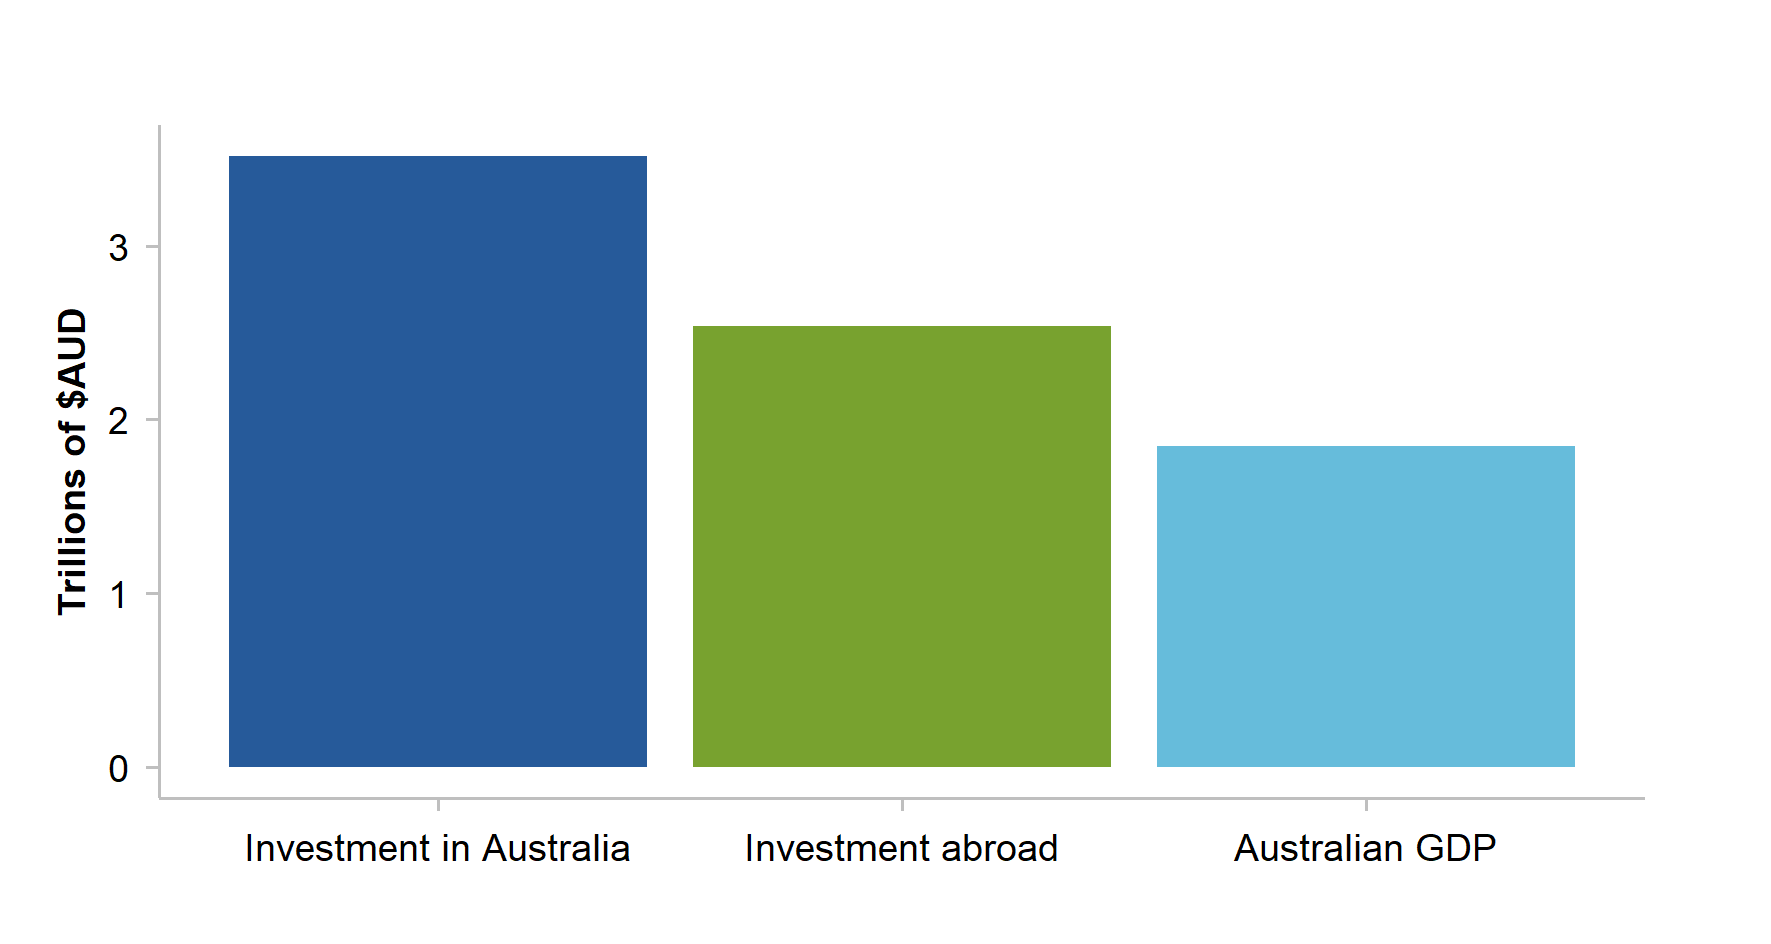 Trillions of $AUD
3
2
1
0
Investment in Australia
Investment abroad
Australian GDP